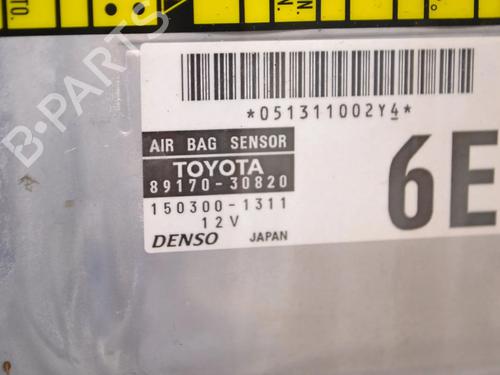 *051311002Y4*
AIR BAG SENSOR
TOYOTA
89170-30820
150300-1311
12V
DENSO JAPAN
6E
B-PARTS